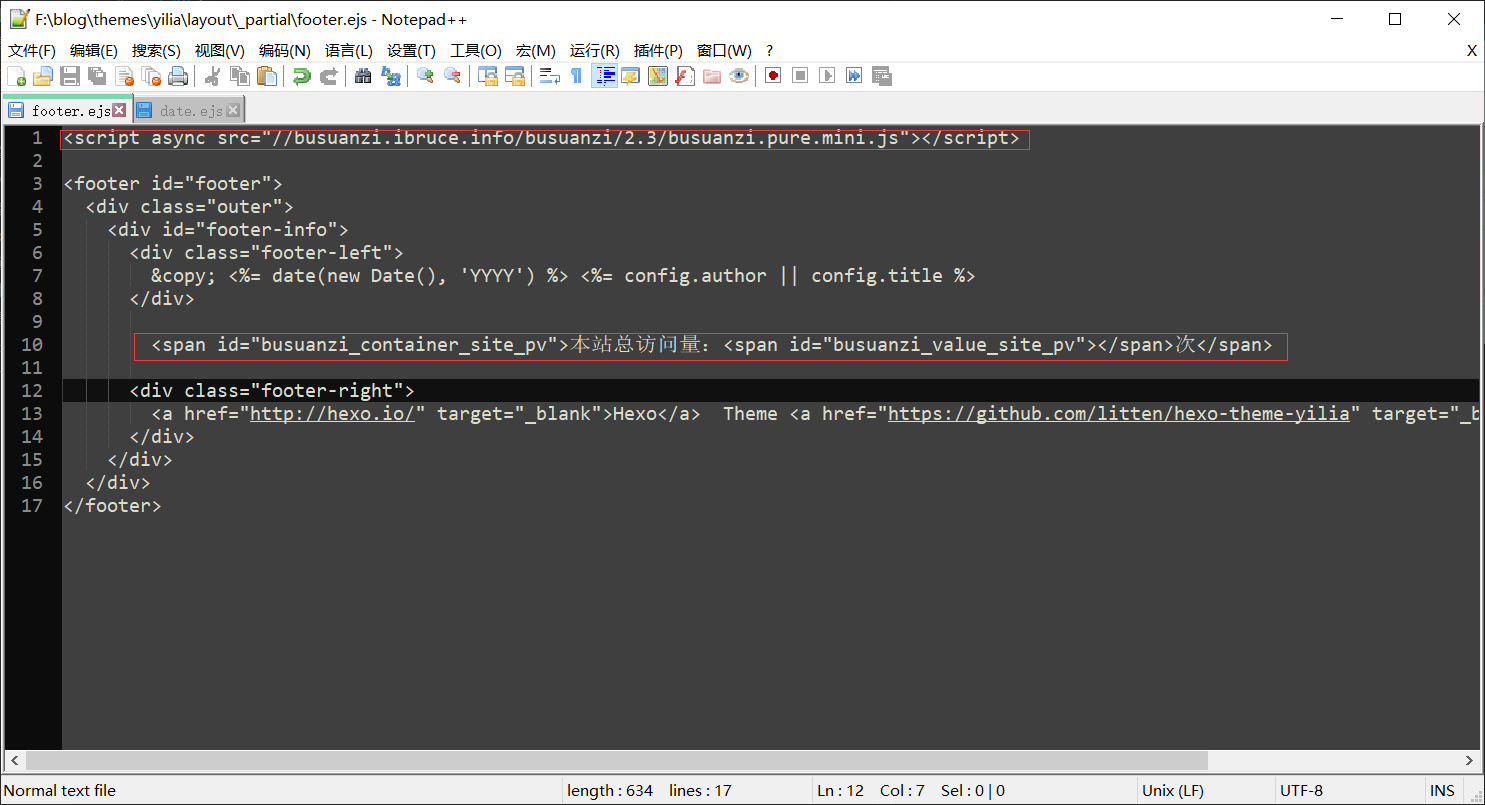 F:\blog\themes\yilia\layout\_partial\footer.ejs - Notepad++
文件(F) 编辑(E) 搜索(S) 视图(V) 编码(N) 语言(L) 设置(T) 工具(O) 宏(M) 运行(R) 插件(P) 窗口(W) ? X
footer.ejs date.ejs
1 <script async src="//busuanzi.ibruce.info/busuanzi/2.3/busuanzi.pure.mini.js"></script>
2
3 <footer id="footer">
4 <div class="outer">
5 <div id="footer-info">
6 <div class="footer-left">
7 &copy; <%= date(new Date(), 'YYYY') %> <%= config.author || config.title %>
8 </div>
9
10 <span id="busuanzi_container_site_pv">本站总访问量：<span id="busuanzi_value_site_pv"></span>次</span>
11
12 <div class="footer-right">
13 <a href="http://hexo.io/" target="_blank">Hexo</a>  Theme <a href="https://github.com/litten/hexo-theme-yilia" target="_b
14 </div>
15 </div>
16 </div>
17 </footer>
Normal text file length : 634 lines : 17 Ln : 12 Col : 7 Sel : 0 | 0 Unix (LF) UTF-8 INS